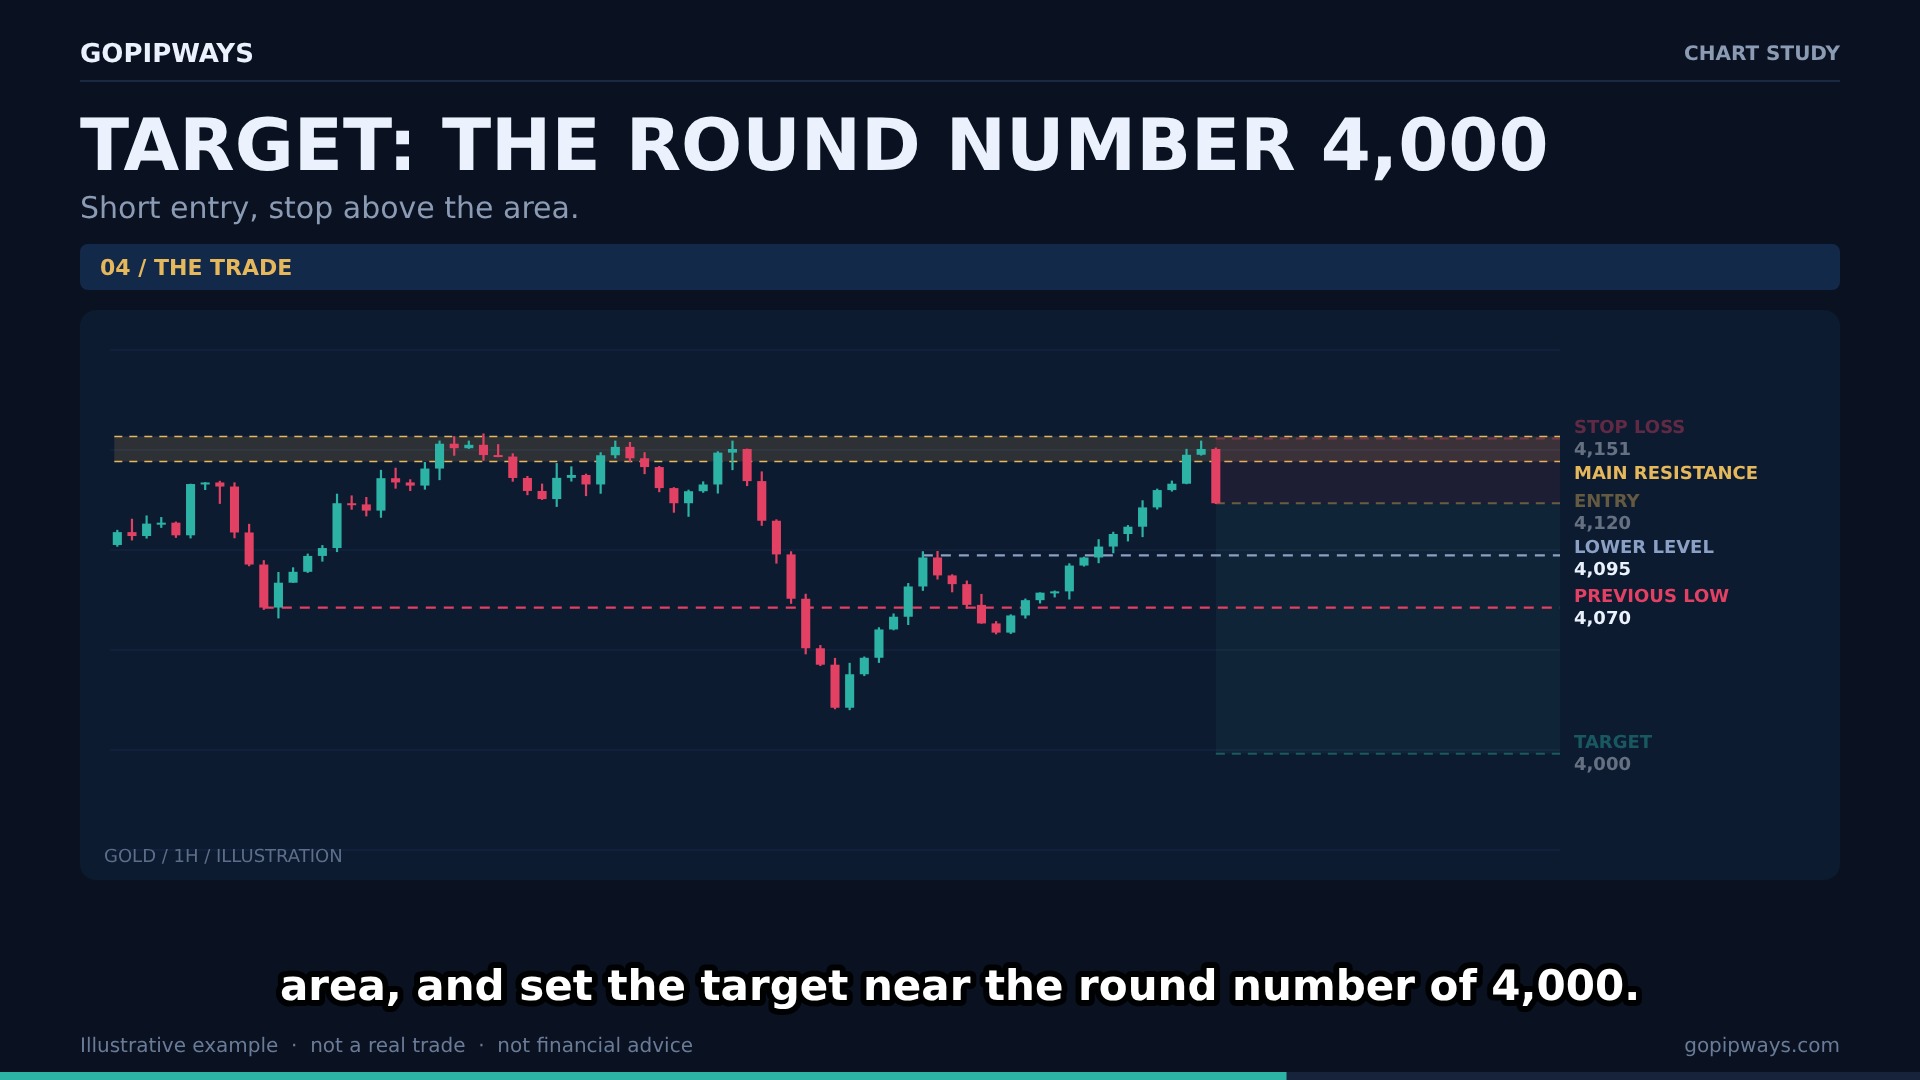 GOPIPWAYS
CHART STUDY
TARGET: THE ROUND NUMBER 4,000
Short entry, stop above the area.
04 / THE TRADE
STOP LOSS
4,151
MAIN RESISTANCE
ENTRY
4,120
LOWER LEVEL
4,095
PREVIOUS LOW
4,070
TARGET
4,000
GOLD / 1H / ILLUSTRATION
area, and set the target near the round number of 4,000.
Illustrative example · not a real trade · not financial advice
gopipways.com